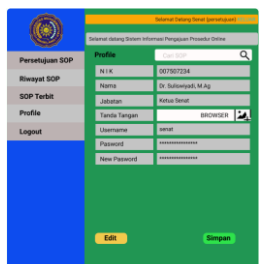 Selamat Datang Senat (persetujuan)
Selamat datang Sistem Informasi Pengajuan Prosedur Online
Persetujuan SOP
Riwayat SOP
SOP Terbit
Profile
Logout
Profile
Cari SOP
N I K 007507234
Nama Dr. Suliswiyadi, M.Ag
Jabatan Ketua Senat
Tanda Tangan BROWSER
Username senat
Pasword ****************
New Pasword ****************
Edit
Simpan